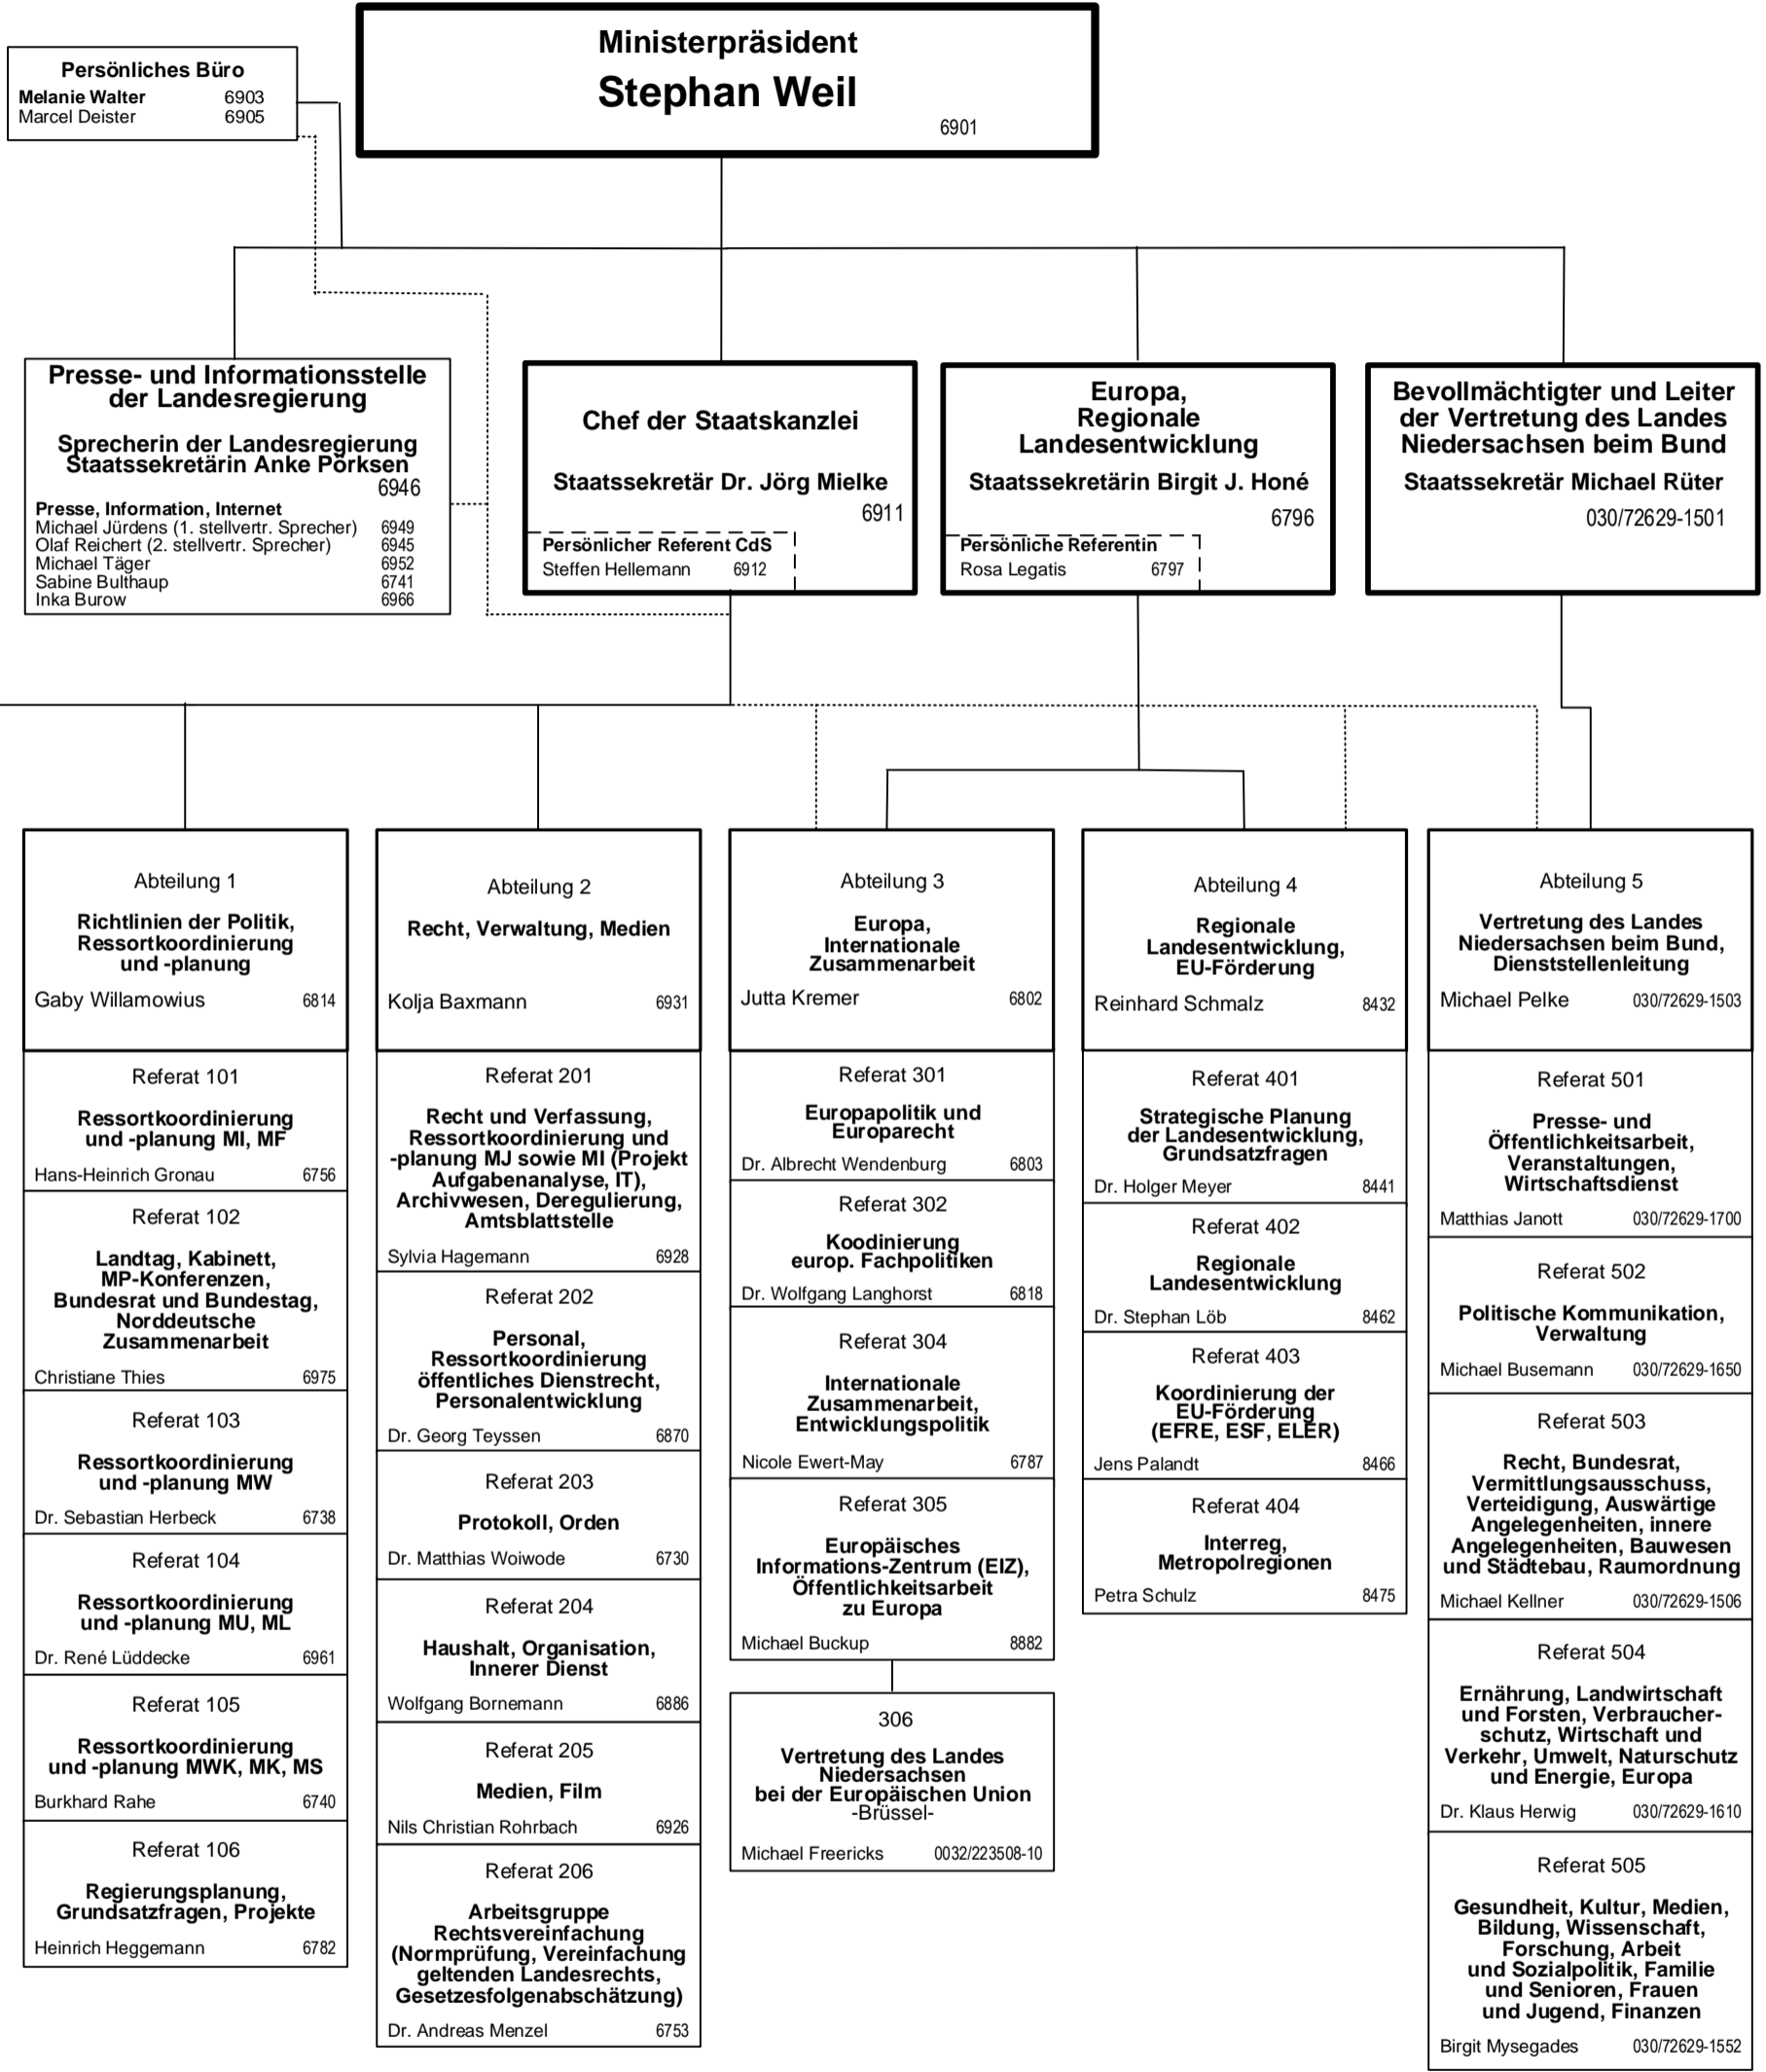 Ministerpräsident
Stephan Weil
6901
Persönliches Büro
Melanie Walter 6903
Marcel Deister 6905
Presse- und Informationsstelle
der Landesregierung
Sprecherin der Landesregierung
Staatssekretärin Anke Pörksen
6946
Presse, Information, Internet
Michael Jürdens (1. stellvertr. Sprecher) 6949
Olaf Reichert (2. stellvertr. Sprecher) 6945
Michael Täger 6952
Sabine Bulthaup 6741
Inka Burow 6966
Chef der Staatskanzlei
Staatssekretär Dr. Jörg Mielke
6911
Persönlicher Referent CdS
Steffen Hellemann 6912
Europa,
Regionale
Landesentwicklung
Staatssekretärin Birgit J. Honé
6796
Persönliche Referentin
Rosa Legatis 6797
Bevollmächtigter und Leiter
der Vertretung des Landes
Niedersachsen beim Bund
Staatssekretär Michael Rüter
030/72629-1501
Abteilung 1
Richtlinien der Politik,
Ressortkoordinierung
und -planung
Gaby Willamowius 6814
Referat 101
Ressortkoordinierung
und -planung MI, MF
Hans-Heinrich Gronau 6756
Referat 102
Landtag, Kabinett,
MP-Konferenzen,
Bundesrat und Bundestag,
Norddeutsche
Zusammenarbeit
Christiane Thies 6975
Referat 103
Ressortkoordinierung
und -planung MW
Dr. Sebastian Herbeck 6738
Referat 104
Ressortkoordinierung
und -planung MU, ML
Dr. René Lüddecke 6961
Referat 105
Ressortkoordinierung
und -planung MWK, MK, MS
Burkhard Rahe 6740
Referat 106
Regierungsplanung,
Grundsatzfragen, Projekte
Heinrich Heggemann 6782
Abteilung 2
Recht, Verwaltung, Medien
Kolja Baxmann 6931
Referat 201
Recht und Verfassung,
Ressortkoordinierung und
-planung MJ sowie MI (Projekt
Aufgabenanalyse, IT),
Archivwesen, Deregulierung,
Amtsblattstelle
Sylvia Hagemann 6928
Referat 202
Personal,
Ressortkoordinierung
öffentliches Dienstrecht,
Personalentwicklung
Dr. Georg Teyssen 6870
Referat 203
Protokoll, Orden
Dr. Matthias Woiwode 6730
Referat 204
Haushalt, Organisation,
Innerer Dienst
Wolfgang Bornemann 6886
Referat 205
Medien, Film
Nils Christian Rohrbach 6926
Referat 206
Arbeitsgruppe
Rechtsvereinfachung
(Normprüfung, Vereinfachung
geltenden Landesrechts,
Gesetzesfolgenabschätzung)
Dr. Andreas Menzel 6753
Abteilung 3
Europa,
Internationale
Zusammenarbeit
Jutta Kremer 6802
Referat 301
Europapolitik und
Europarecht
Dr. Albrecht Wendenburg 6803
Referat 302
Koodinierung
europ. Fachpolitiken
Dr. Wolfgang Langhorst 6818
Referat 304
Internationale
Zusammenarbeit,
Entwicklungspolitik
Nicole Ewert-May 6787
Referat 305
Europäisches
Informations-Zentrum (EIZ),
Öffentlichkeitsarbeit
zu Europa
Michael Buckup 8882
306
Vertretung des Landes
Niedersachsen
bei der Europäischen Union
-Brüssel-
Michael Freericks 0032/223508-10
Abteilung 4
Regionale
Landesentwicklung,
EU-Förderung
Reinhard Schmalz 8432
Referat 401
Strategische Planung
der Landesentwicklung,
Grundsatzfragen
Dr. Holger Meyer 8441
Referat 402
Regionale
Landesentwicklung
Dr. Stephan Löb 8462
Referat 403
Koordinierung der
EU-Förderung
(EFRE, ESF, ELER)
Jens Palandt 8466
Referat 404
Interreg,
Metropolregionen
Petra Schulz 8475
Abteilung 5
Vertretung des Landes
Niedersachsen beim Bund,
Dienststellenleitung
Michael Pelke 030/72629-1503
Referat 501
Presse- und
Öffentlichkeitsarbeit,
Veranstaltungen,
Wirtschaftsdienst
Matthias Janott 030/72629-1700
Referat 502
Politische Kommunikation,
Verwaltung
Michael Busemann 030/72629-1650
Referat 503
Recht, Bundesrat,
Vermittlungsausschuss,
Verteidigung, Auswärtige
Angelegenheiten, innere
Angelegenheiten, Bauwesen
und Städtebau, Raumordnung
Michael Kellner 030/72629-1506
Referat 504
Ernährung, Landwirtschaft
und Forsten, Verbraucher-
schutz, Wirtschaft und
Verkehr, Umwelt, Naturschutz
und Energie, Europa
Dr. Klaus Herwig 030/72629-1610
Referat 505
Gesundheit, Kultur, Medien,
Bildung, Wissenschaft,
Forschung, Arbeit
und Sozialpolitik, Familie
und Senioren, Frauen
und Jugend, Finanzen
Birgit Mysegades 030/72629-1552